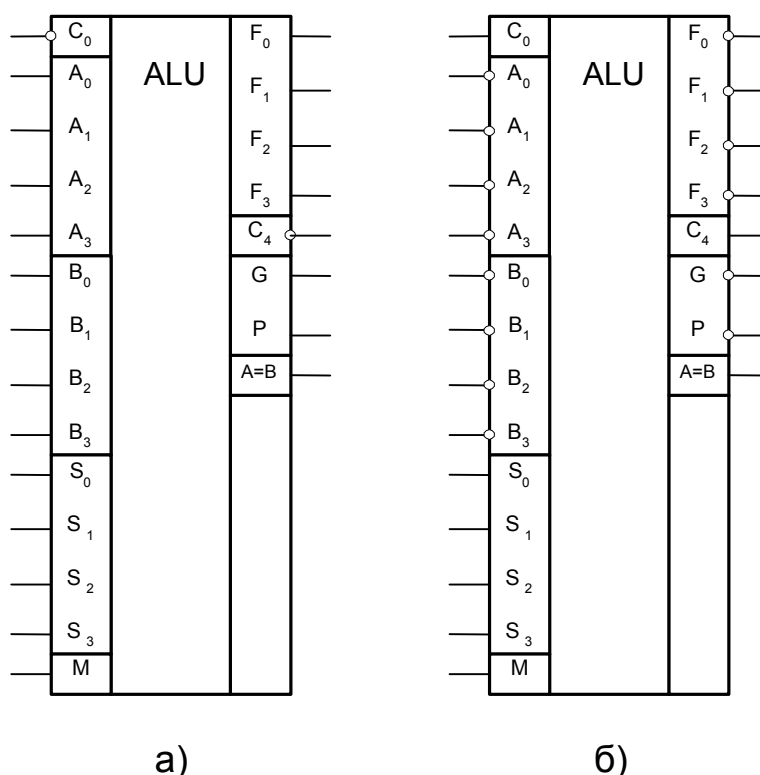 C0 ALU F0
A0 F1
A1 F2
A2 F3
A3 C4
B0 G
B1 P
B2 A=B
B3
S0
S1
S2
S3
M
а)
C0 ALU F0
A0 F1
A1 F2
A2 F3
A3 C4
B0 G
B1 P
B2 A=B
B3
S0
S1
S2
S3
M
б)